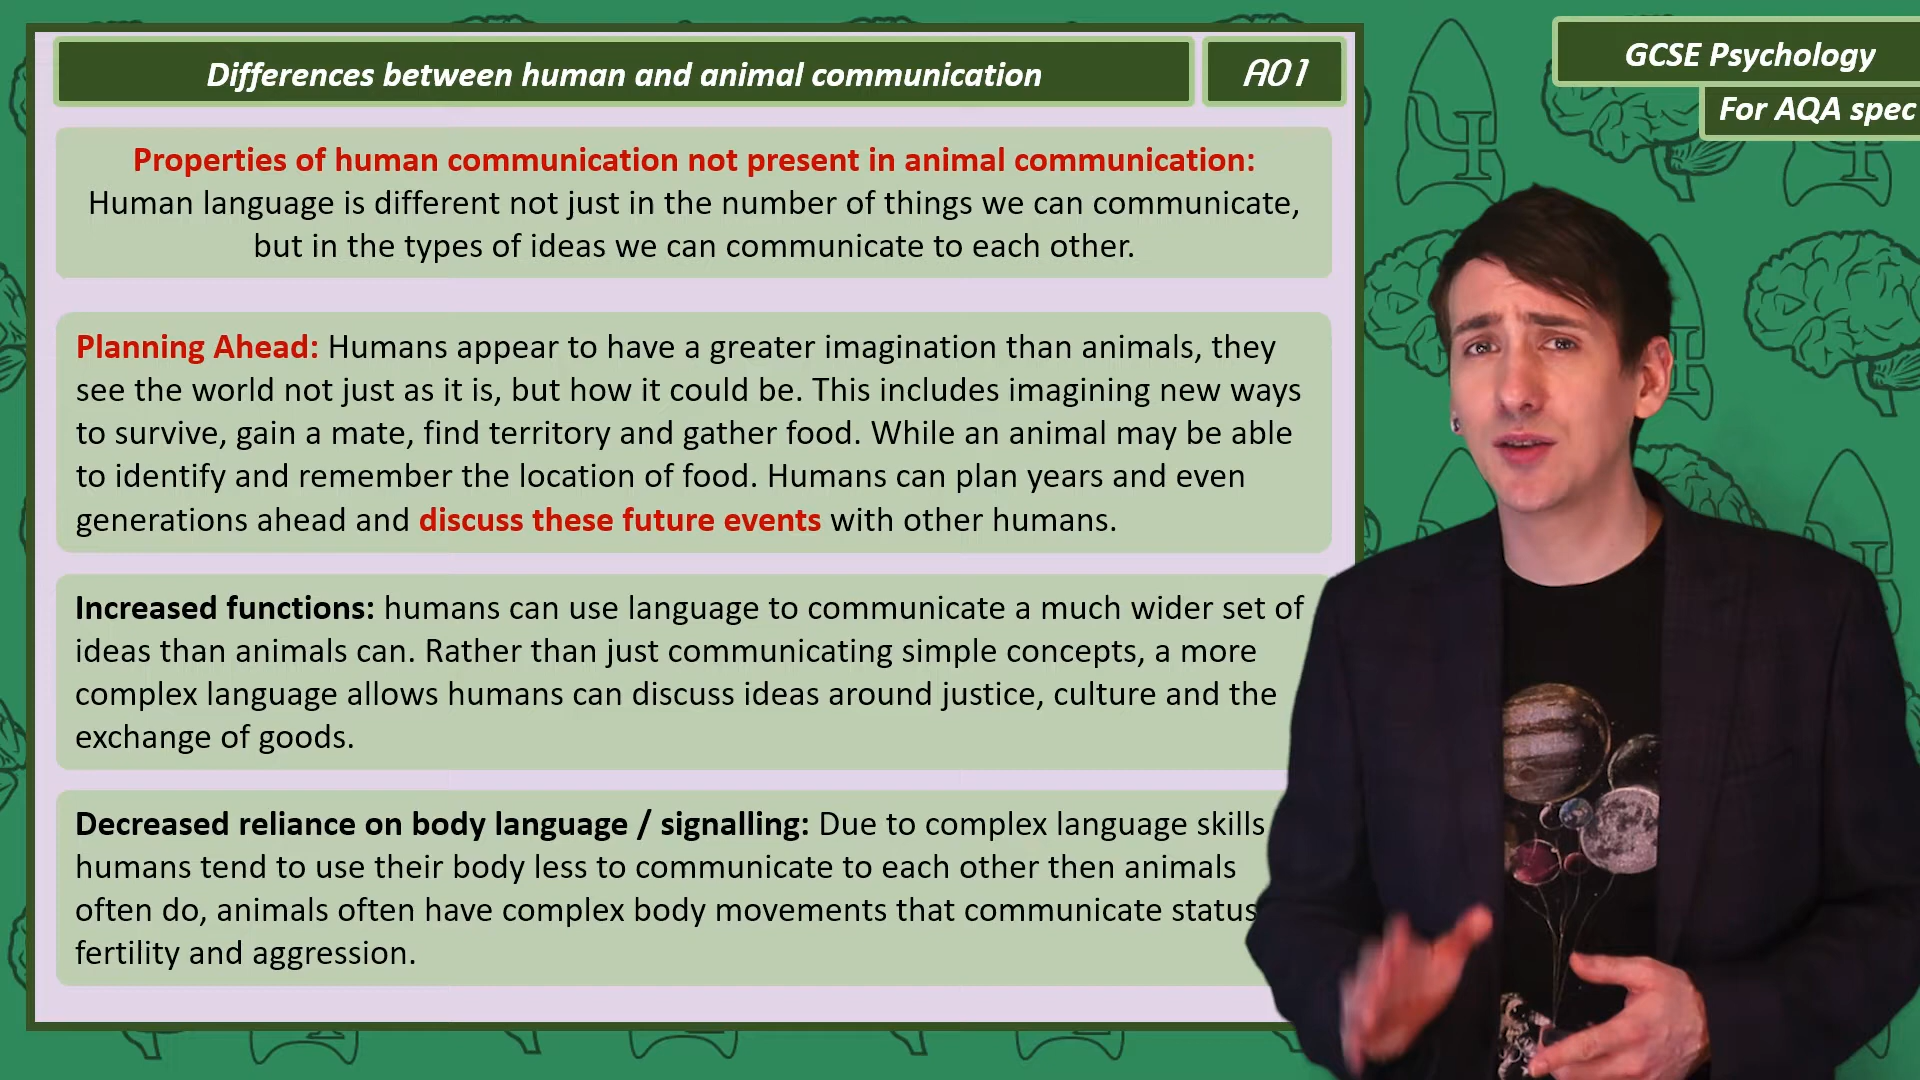 Differences between human and animal communication
AO1
GCSE Psychology
For AQA spec
Properties of human communication not present in animal communication:
Human language is different not just in the number of things we can communicate,
but in the types of ideas we can communicate to each other.
Planning Ahead: Humans appear to have a greater imagination than animals, they
see the world not just as it is, but how it could be. This includes imagining new ways
to survive, gain a mate, find territory and gather food. While an animal may be able
to identify and remember the location of food. Humans can plan years and even
generations ahead and discuss these future events with other humans.
Increased functions: humans can use language to communicate a much wider set of
ideas than animals can. Rather than just communicating simple concepts, a more
complex language allows humans can discuss ideas around justice, culture and the
exchange of goods.
Decreased reliance on body language / signalling: Due to complex language skills
humans tend to use their body less to communicate to each other then animals
often do, animals often have complex body movements that communicate status
fertility and aggression.